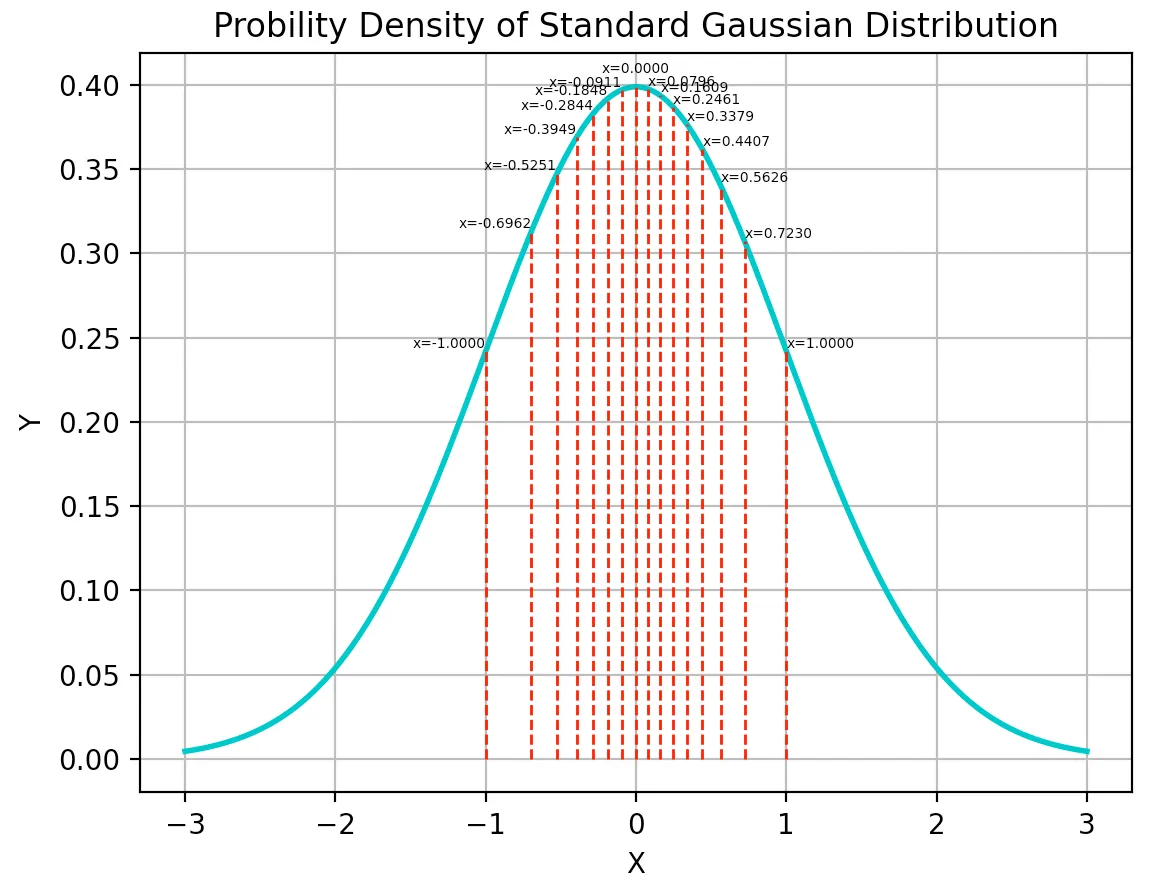 Probility Density of Standard Gaussian Distribution
0.40
0.35
0.30
0.25
0.20
0.15
0.10
0.05
0.00
Y
x=0.0000
x=-0.0911
x=0.0796
x=-0.1848
x=0.1609
x=-0.2844
x=0.2461
x=-0.3949
x=0.3379
x=-0.5251
x=0.4407
x=0.5626
x=-0.6962
x=0.7230
x=-1.0000
x=1.0000
−3
−2
−1
0
1
2
3
X